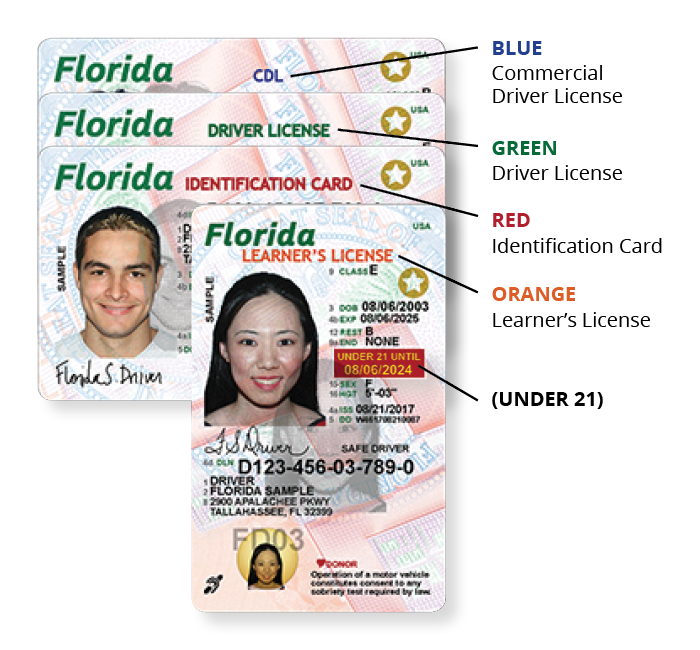 Florida
CDL
USA
BLUE
Commercial
Driver License
Florida
DRIVER LICENSE
USA
GREEN
Driver License
Florida
IDENTIFICATION CARD
USA
RED
Identification Card
SAMPLE
Florida S. Driver
Florida
USA
LEARNER'S LICENSE
ORANGE
Learner's License
SAMPLE
9 CLASS E
3 DOB 08/06/2003
4b EXP 08/06/2025
12 REST B
9a END NONE
UNDER 21 UNTIL
08/06/2024
(UNDER 21)
15 SEX F
16 HGT 5'-03"
4a ISS 08/21/2017
5 DD W661708210087
F S Driver
SAFE DRIVER
4d DLN D123-456-03-789-0
1 DRIVER
2 FLORIDA SAMPLE
8 2900 APALACHEE PKWY
TALLAHASSEE, FL 32399
FD03
DONOR
Operation of a motor vehicle
constitutes consent to any
sobriety test required by law.